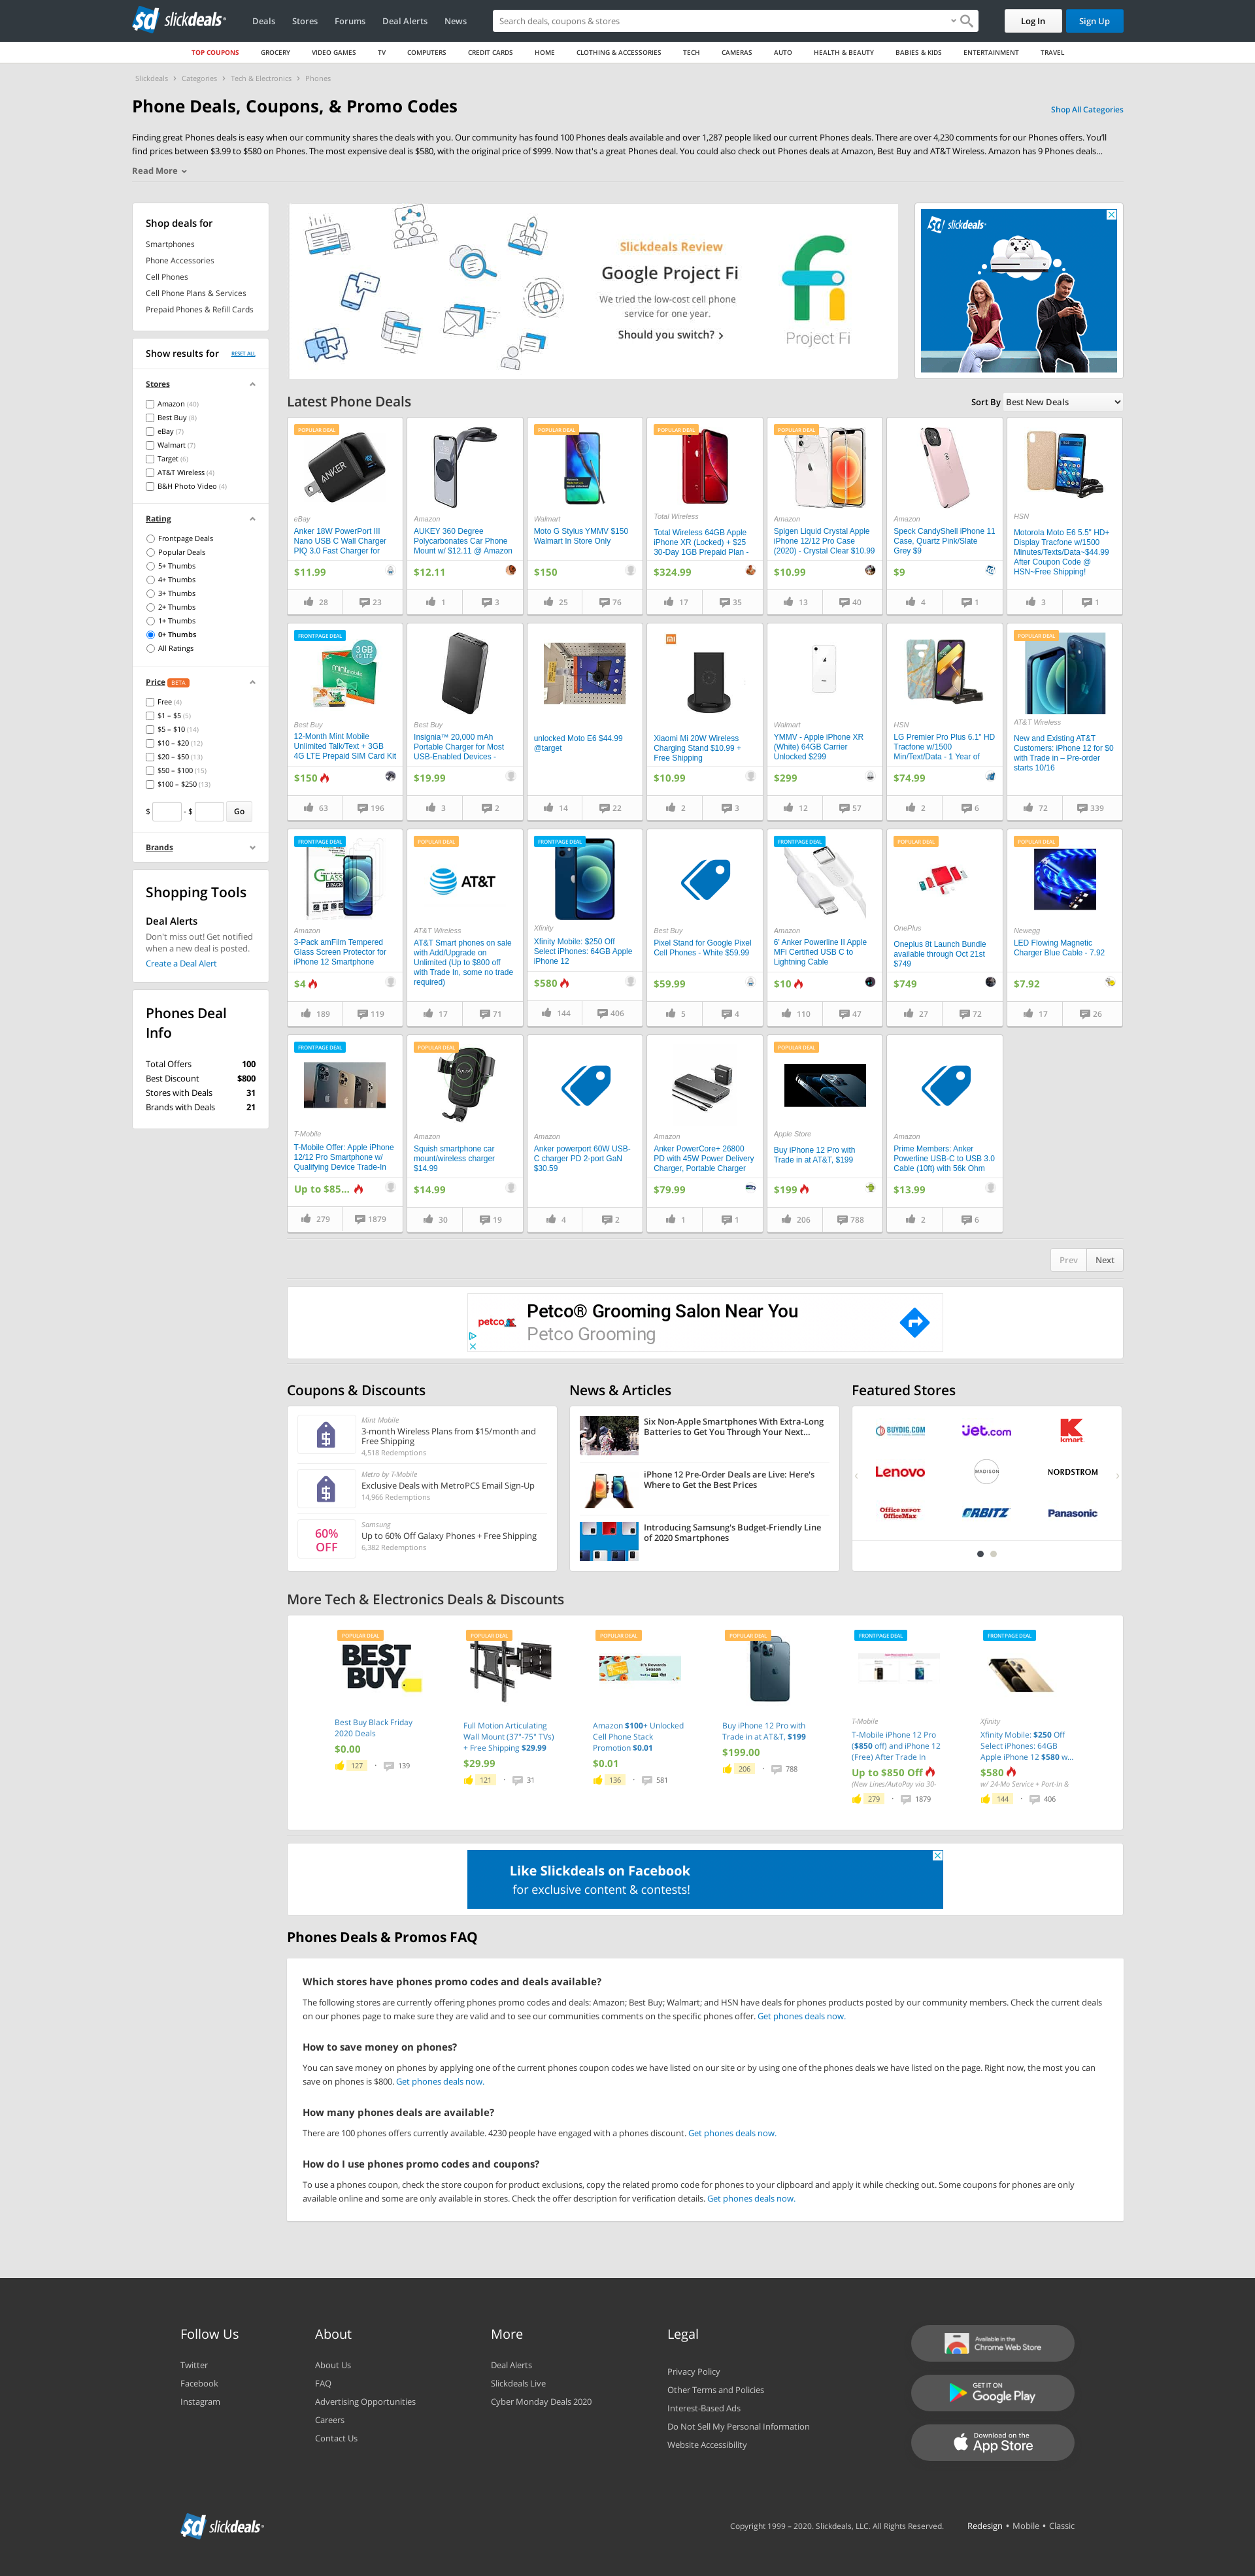 slickdeals
Deals
Stores
Forums
Deal Alerts
News
Search deals, coupons & stores
Log In
Sign Up
TOP COUPONS
GROCERY
VIDEO GAMES
TV
COMPUTERS
CREDIT CARDS
HOME
CLOTHING & ACCESSORIES
TECH
CAMERAS
AUTO
HEALTH & BEAUTY
BABIES & KIDS
ENTERTAINMENT
TRAVEL
Slickdeals > Categories > Tech & Electronics > Phones
Phone Deals, Coupons, & Promo Codes
Shop All Categories
Finding great Phones deals is easy when our community shares the deals with you. Our community has found 100 Phones deals available and over 1,287 people liked our current Phones deals. There are over 4,230 comments for our Phones offers. You'll
find prices between $3.99 to $580 on Phones. The most expensive deal is $580, with the original price of $999. Now that's a great Phones deal. You could also check out Phones deals at Amazon, Best Buy and AT&T Wireless. Amazon has 9 Phones deals...
Read More
Shop deals for
Smartphones
Phone Accessories
Cell Phones
Cell Phone Plans & Services
Prepaid Phones & Refill Cards
Show results for
RESET ALL
Stores
Amazon (40)
Best Buy (8)
eBay (7)
Walmart (7)
Target (6)
AT&T Wireless (4)
B&H Photo Video (4)
Rating
Frontpage Deals
Popular Deals
5+ Thumbs
4+ Thumbs
3+ Thumbs
2+ Thumbs
1+ Thumbs
0+ Thumbs
All Ratings
Price BETA
Free (4)
$1 – $5 (5)
$5 – $10 (14)
$10 – $20 (12)
$20 – $50 (13)
$50 – $100 (15)
$100 – $250 (13)
$ - $ Go
Brands
Shopping Tools
Deal Alerts
Don't miss out! Get notified
when a new deal is posted.
Create a Deal Alert
Phones Deal
Info
Total Offers 100
Best Discount $800
Stores with Deals 31
Brands with Deals 21
Slickdeals Review
Google Project Fi
We tried the low-cost cell phone
service for one year.
Should you switch? >
Project Fi
slickdeals
Latest Phone Deals
Sort By Best New Deals
POPULAR DEAL
eBay
Anker 18W PowerPort III
Nano USB C Wall Charger
PIQ 3.0 Fast Charger for
$11.99
28 23
Amazon
AUKEY 360 Degree
Polycarbonates Car Phone
Mount w/ $12.11 @ Amazon
$12.11
1 3
POPULAR DEAL
Walmart
Moto G Stylus YMMV $150
Walmart In Store Only
$150
25 76
POPULAR DEAL
Total Wireless
Total Wireless 64GB Apple
iPhone XR (Locked) + $25
30-Day 1GB Prepaid Plan -
$324.99
17 35
POPULAR DEAL
Amazon
Spigen Liquid Crystal Apple
iPhone 12/12 Pro Case
(2020) - Crystal Clear $10.99
$10.99
13 40
Amazon
Speck CandyShell iPhone 11
Case, Quartz Pink/Slate
Grey $9
$9
4 1
HSN
Motorola Moto E6 5.5" HD+
Display Tracfone w/1500
Minutes/Texts/Data~$44.99
After Coupon Code @
HSN~Free Shipping!
3 1
FRONTPAGE DEAL
Best Buy
12-Month Mint Mobile
Unlimited Talk/Text + 3GB
4G LTE Prepaid SIM Card Kit
$150
63 196
Best Buy
Insignia™ 20,000 mAh
Portable Charger for Most
USB-Enabled Devices -
$19.99
3 2
unlocked Moto E6 $44.99
@target
14 22
Xiaomi Mi 20W Wireless
Charging Stand $10.99 +
Free Shipping
$10.99
2 3
Walmart
YMMV - Apple iPhone XR
(White) 64GB Carrier
Unlocked $299
$299
12 57
HSN
LG Premier Pro Plus 6.1" HD
Tracfone w/1500
Min/Text/Data - 1 Year of
$74.99
2 6
POPULAR DEAL
AT&T Wireless
New and Existing AT&T
Customers: iPhone 12 for $0
with Trade in – Pre-order
starts 10/16
72 339
FRONTPAGE DEAL
Amazon
3-Pack amFilm Tempered
Glass Screen Protector for
iPhone 12 Smartphone
$4
189 119
POPULAR DEAL
AT&T
AT&T Wireless
AT&T Smart phones on sale
with Add/Upgrade on
Unlimited (Up to $800 off
with Trade In, some no trade
required)
17 71
FRONTPAGE DEAL
Xfinity
Xfinity Mobile: $250 Off
Select iPhones: 64GB Apple
iPhone 12
$580
144 406
Best Buy
Pixel Stand for Google Pixel
Cell Phones - White $59.99
$59.99
5 4
FRONTPAGE DEAL
Amazon
6' Anker Powerline II Apple
MFi Certified USB C to
Lightning Cable
$10
110 47
POPULAR DEAL
OnePlus
Oneplus 8t Launch Bundle
available through Oct 21st
$749
$749
27 72
POPULAR DEAL
Newegg
LED Flowing Magnetic
Charger Blue Cable - 7.92
$7.92
17 26
FRONTPAGE DEAL
T-Mobile
T-Mobile Offer: Apple iPhone
12/12 Pro Smartphone w/
Qualifying Device Trade-In
Up to $85...
279 1879
POPULAR DEAL
Amazon
Squish smartphone car
mount/wireless charger
$14.99
$14.99
30 19
Amazon
Anker powerport 60W USB-
C charger PD 2-port GaN
$30.59
4 2
Amazon
Anker PowerCore+ 26800
PD with 45W Power Delivery
Charger, Portable Charger
$79.99
1 1
POPULAR DEAL
Apple Store
Buy iPhone 12 Pro with
Trade in at AT&T, $199
$199
206 788
Amazon
Prime Members: Anker
Powerline USB-C to USB 3.0
Cable (10ft) with 56k Ohm
$13.99
2 6
Prev Next
petco
Petco® Grooming Salon Near You
Petco Grooming
Coupons & Discounts
Mint Mobile
3-month Wireless Plans from $15/month and
Free Shipping
4,518 Redemptions
Metro by T-Mobile
Exclusive Deals with MetroPCS Email Sign-Up
14,966 Redemptions
60%
OFF
Samsung
Up to 60% Off Galaxy Phones + Free Shipping
6,382 Redemptions
News & Articles
Six Non-Apple Smartphones With Extra-Long
Batteries to Get You Through Your Next...
iPhone 12 Pre-Order Deals are Live: Here's
Where to Get the Best Prices
Introducing Samsung's Budget-Friendly Line
of 2020 Smartphones
Featured Stores
BUYDIG.COM
jet.com
kmart
Lenovo
MADISON
NORDSTROM
Office DEPOT
OfficeMax
ORBITZ
Panasonic
More Tech & Electronics Deals & Discounts
POPULAR DEAL
BEST
BUY
Best Buy Black Friday
2020 Deals
$0.00
127 · 139
POPULAR DEAL
Full Motion Articulating
Wall Mount (37"-75" TVs)
+ Free Shipping $29.99
$29.99
121 · 31
POPULAR DEAL
Amazon $100+ Unlocked
Cell Phone Stack
Promotion $0.01
$0.01
136 · 581
POPULAR DEAL
Buy iPhone 12 Pro with
Trade in at AT&T, $199
$199.00
206 · 788
FRONTPAGE DEAL
T-Mobile
T-Mobile iPhone 12 Pro
($850 off) and iPhone 12
(Free) After Trade In
Up to $850 Off
(New Lines/AutoPay via 30-
279 · 1879
FRONTPAGE DEAL
Xfinity
Xfinity Mobile: $250 Off
Select iPhones: 64GB
Apple iPhone 12 $580 w...
$580
w/ 24-Mo Service + Port-In &
144 · 406
Like Slickdeals on Facebook
for exclusive content & contests!
Phones Deals & Promos FAQ
Which stores have phones promo codes and deals available?
The following stores are currently offering phones promo codes and deals: Amazon; Best Buy; Walmart; and HSN have deals for phones products posted by our community members. Check the current deals
on our phones page to make sure they are valid and to see our communities comments on the specific phones offer. Get phones deals now.
How to save money on phones?
You can save money on phones by applying one of the current phones coupon codes we have listed on our site or by using one of the phones deals we have listed on the page. Right now, the most you can
save on phones is $800. Get phones deals now.
How many phones deals are available?
There are 100 phones offers currently available. 4230 people have engaged with a phones discount. Get phones deals now.
How do I use phones promo codes and coupons?
To use a phones coupon, check the store coupon for product exclusions, copy the related promo code for phones to your clipboard and apply it while checking out. Some coupons for phones are only
available online and some are only available in stores. Check the offer description for verification details. Get phones deals now.
Follow Us
Twitter
Facebook
Instagram
About
About Us
FAQ
Advertising Opportunities
Careers
Contact Us
More
Deal Alerts
Slickdeals Live
Cyber Monday Deals 2020
Legal
Privacy Policy
Other Terms and Policies
Interest-Based Ads
Do Not Sell My Personal Information
Website Accessibility
Available in the
Chrome Web Store
GET IT ON
Google Play
Download on the
App Store
slickdeals
Copyright 1999 – 2020. Slickdeals, LLC. All Rights Reserved.
Redesign • Mobile • Classic